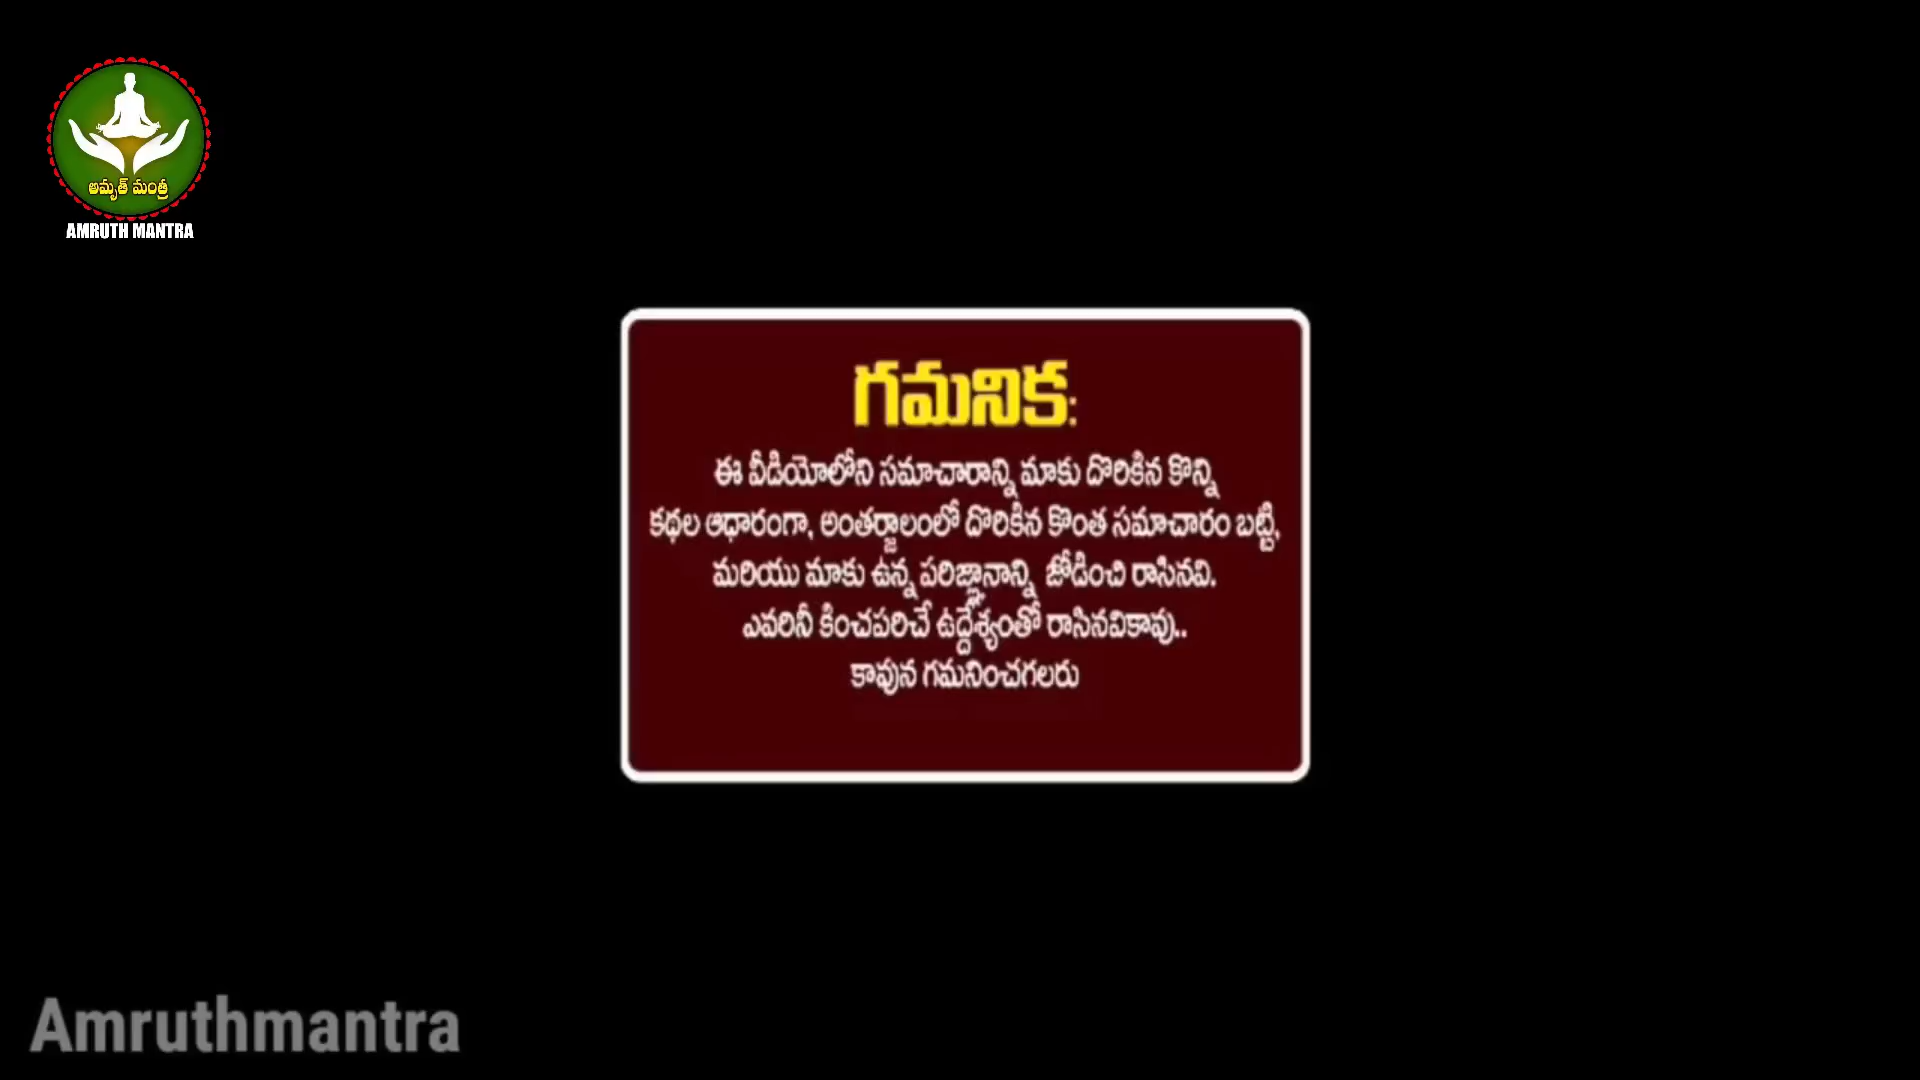 అమృత్ మంత్ర
AMRUTH MANTRA
గమనిక:
ఈ వీడియోలోని సమాచారాన్ని మాకు దొరికిన కొన్ని
కథల ఆధారంగా, అంతర్జాలంలో దొరికిన కొంత సమాచారం బట్టి,
మరియు మాకు ఉన్న పరిజ్ఞానాన్ని జోడించి రాసినవి.
ఎవరినీ కించపరిచే ఉద్దేశ్యంతో రాసినవికావు..
కావున గమనించగలరు
Amruthmantra